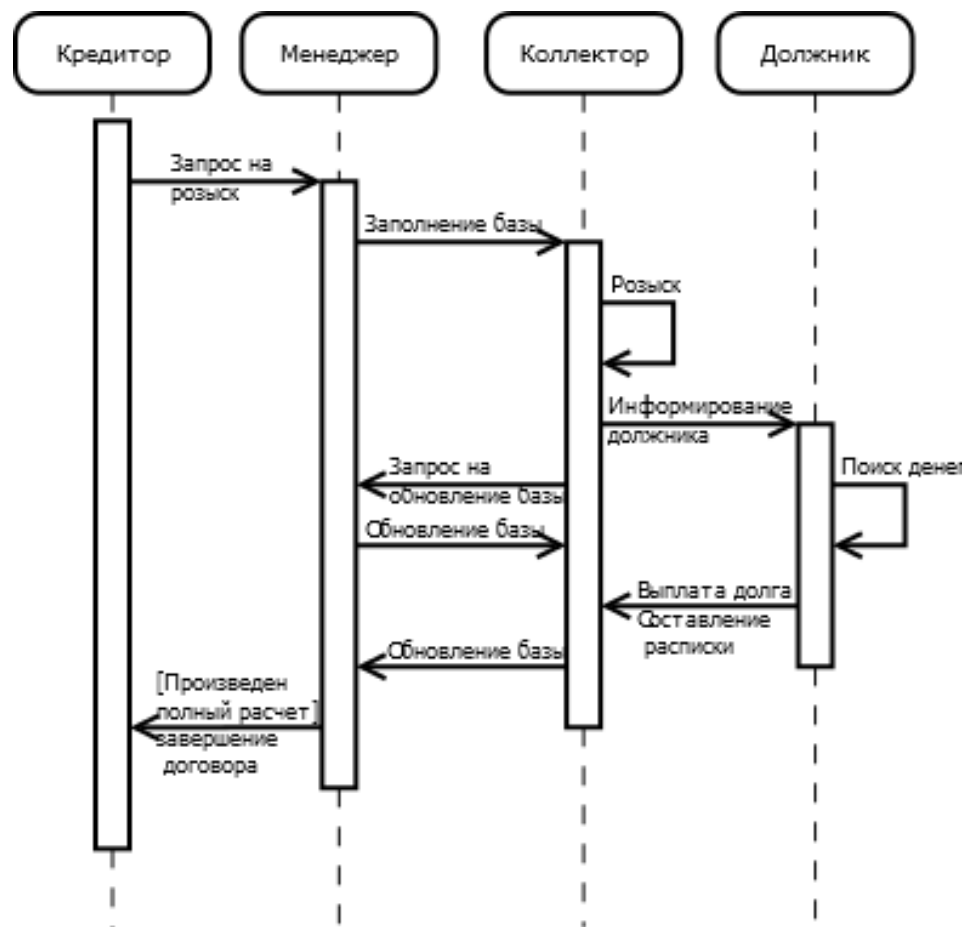 Кредитор
Менеджер
Коллектор
Должник
Запрос на
розыск
Заполнение базы
Розыск
Информирование
должника
Запрос на
обновление базы
Поиск денег
Обновление базы
Выплата долга
Составление
расписки
Обновление базы
[Произведен
полный расчет]
завершение
договора